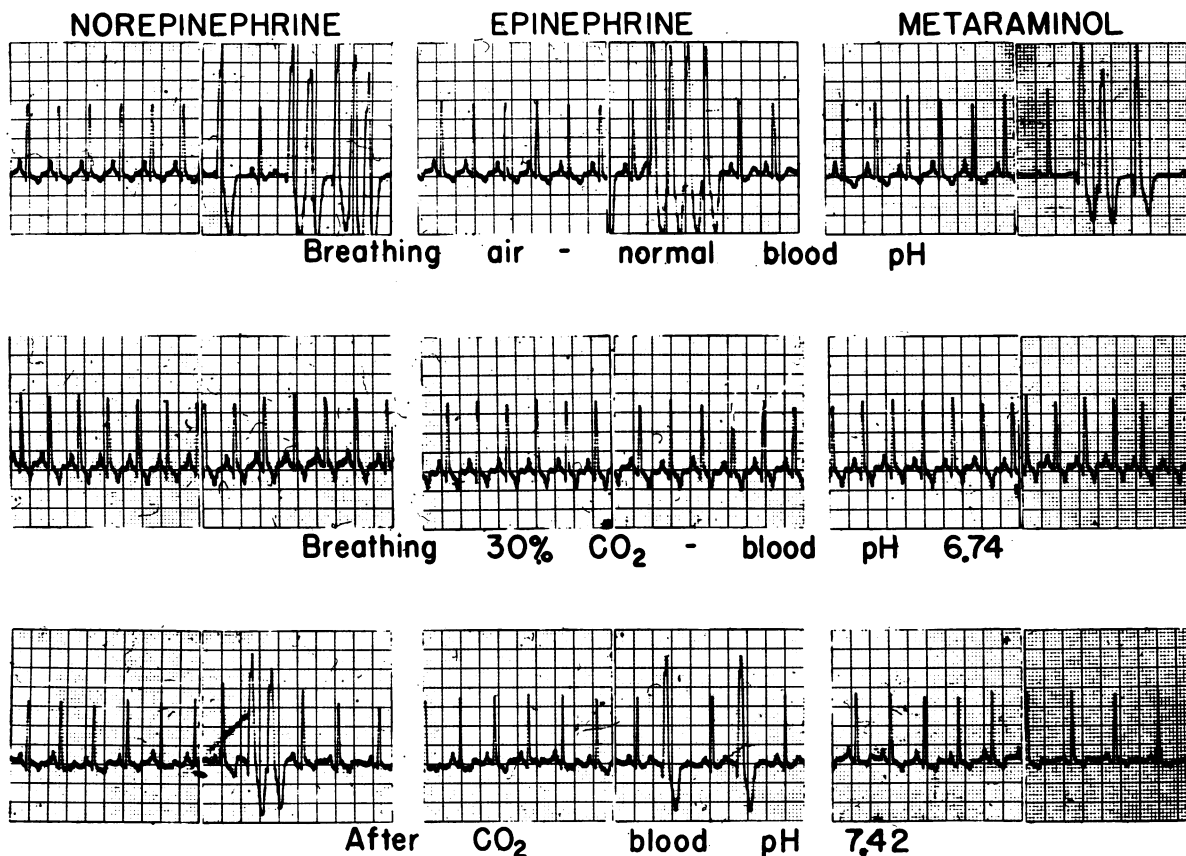 NOREPINEPHRINE EPINEPHRINE METARAMINOL
Breathing air - normal blood pH
Breathing 30% CO₂ - blood pH 6.74
After CO₂ blood pH 7.42